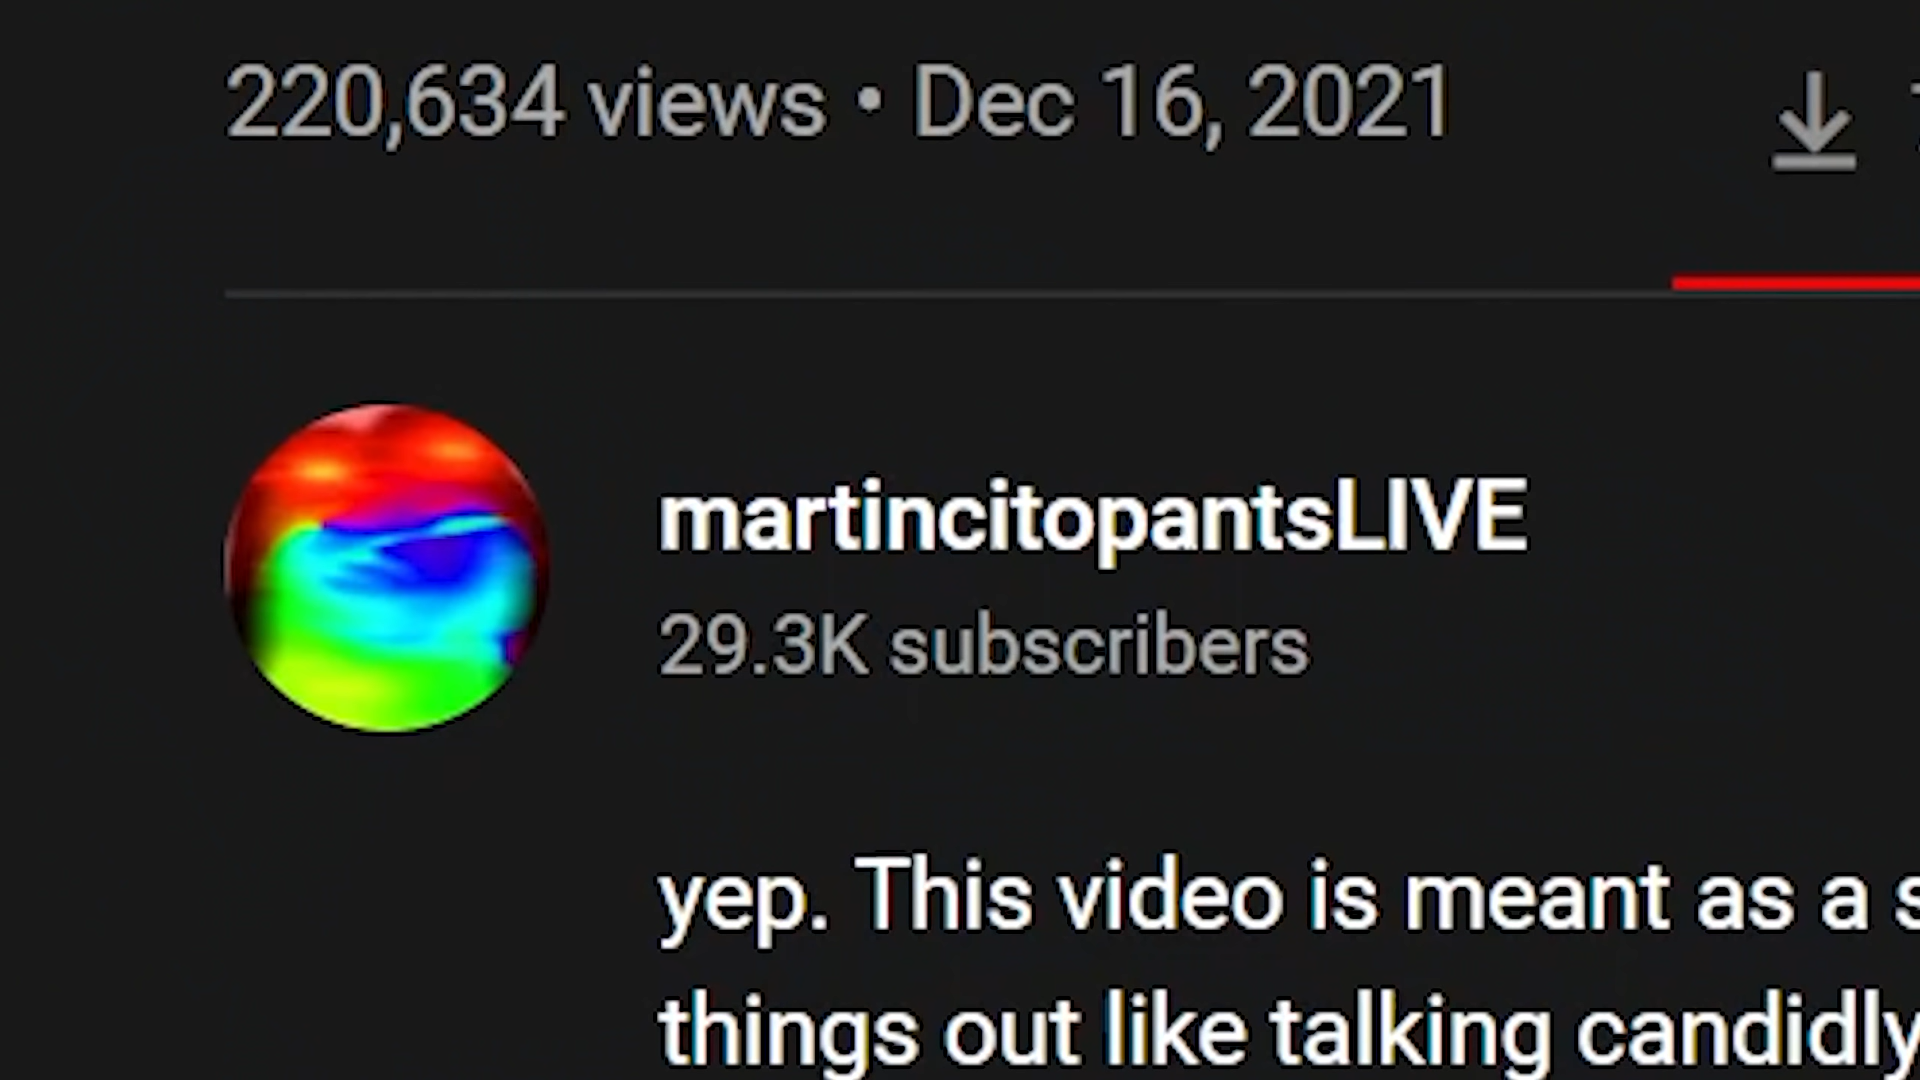 220,634 views • Dec 16, 2021
martincitopantsLIVE
29.3K subscribers
yep. This video is meant as a
things out like talking candidly